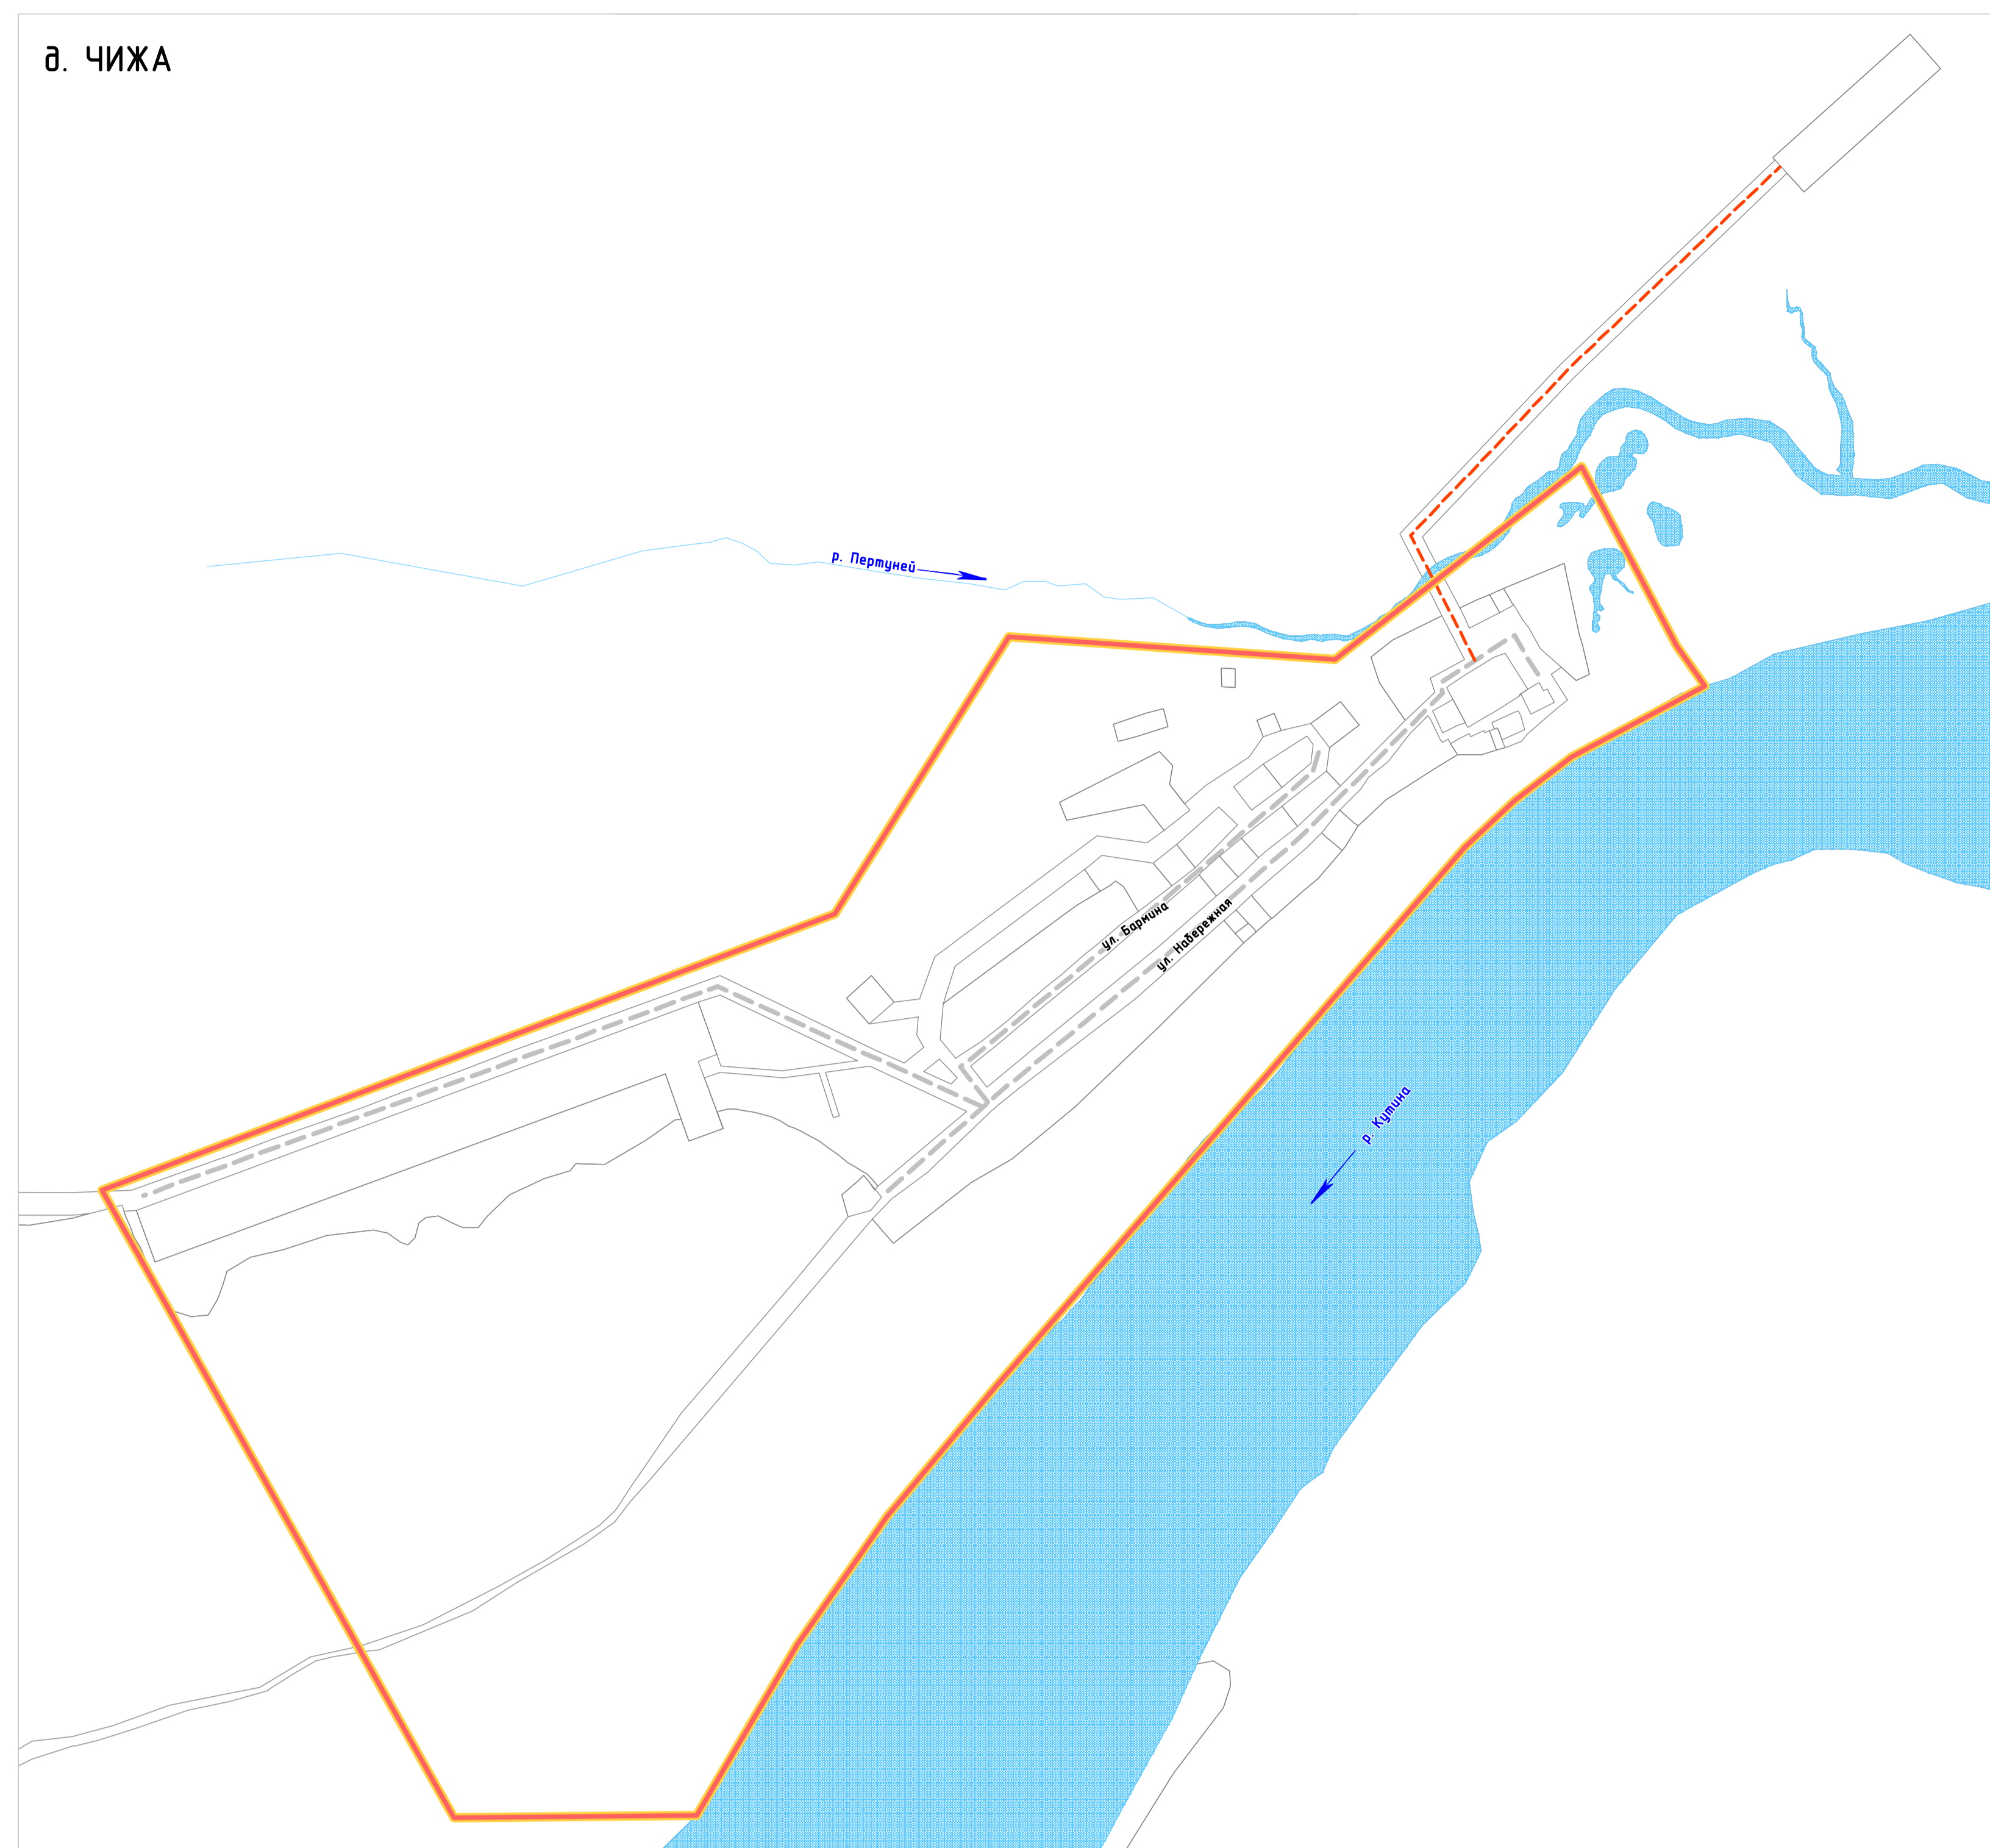 д. ЧИЖА
р. Пертуней
ул. Бармина
ул. Набережная
р. Кутина